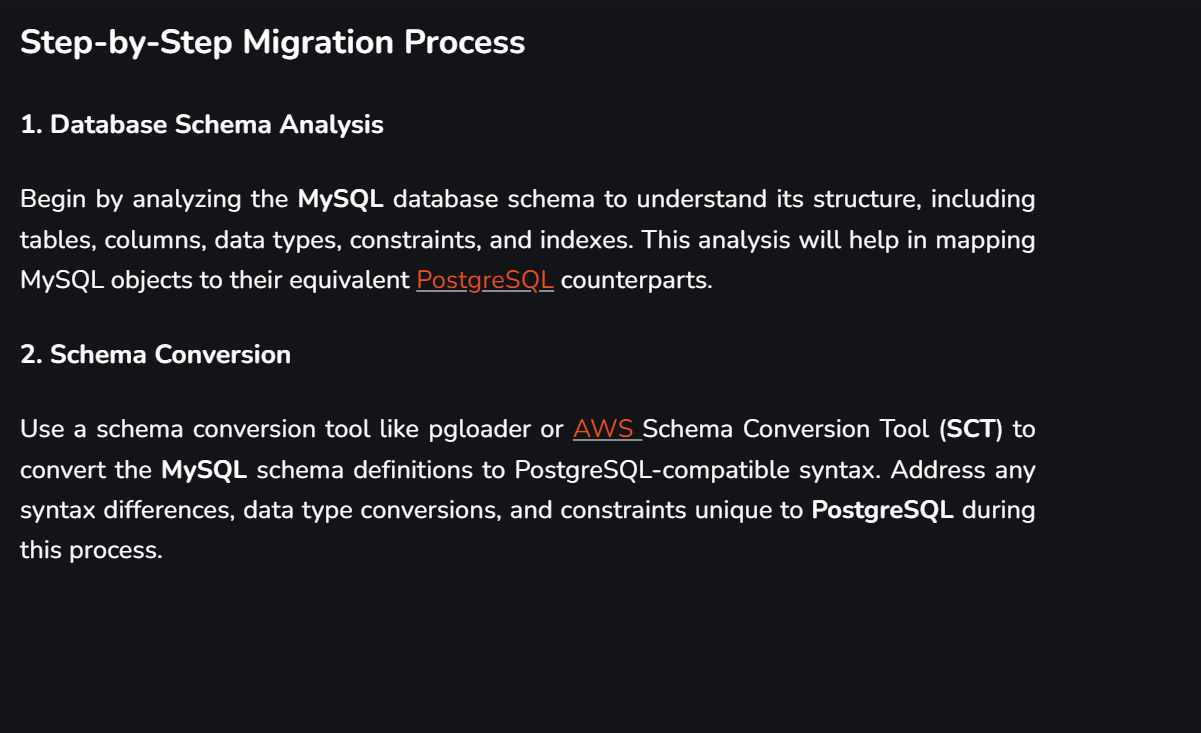 Step-by-Step Migration Process
1. Database Schema Analysis
Begin by analyzing the MySQL database schema to understand its structure, including
tables, columns, data types, constraints, and indexes. This analysis will help in mapping
MySQL objects to their equivalent PostgreSQL counterparts.
2. Schema Conversion
Use a schema conversion tool like pgloader or AWS Schema Conversion Tool (SCT) to
convert the MySQL schema definitions to PostgreSQL-compatible syntax. Address any
syntax differences, data type conversions, and constraints unique to PostgreSQL during
this process.